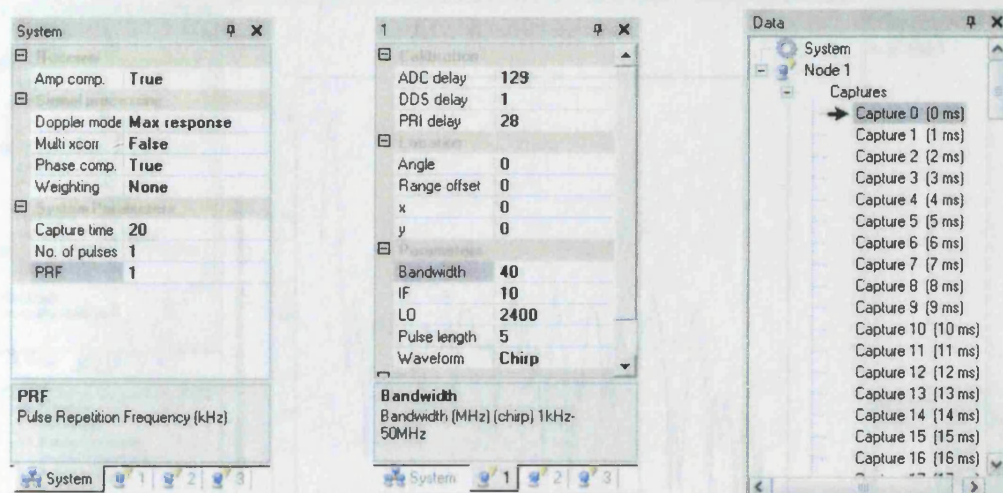 System
Amp comp. True
Signal processing
Doppler mode Max response
Multi xcorr False
Phase comp. True
Weighting None
System Parameters
Capture time 20
No. of pulses 1
PRF 1
PRF
Pulse Repetition Frequency (kHz)
System 1 2 3
1
Calibration
ADC delay 129
DDS delay 1
PRI delay 28
Location
Angle 0
Range offset 0
x 0
y 0
Parameters
Bandwidth 40
IF 10
LO 2400
Pulse length 5
Waveform Chirp
Bandwidth
Bandwidth (MHz) (chirp) 1kHz-
50MHz
System 1 2 3
Data
System
Node 1
Captures
Capture 0 (0 ms)
Capture 1 (1 ms)
Capture 2 (2 ms)
Capture 3 (3 ms)
Capture 4 (4 ms)
Capture 5 (5 ms)
Capture 6 (6 ms)
Capture 7 (7 ms)
Capture 8 (8 ms)
Capture 9 (9 ms)
Capture 10 (10 ms)
Capture 11 (11 ms)
Capture 12 (12 ms)
Capture 13 (13 ms)
Capture 14 (14 ms)
Capture 15 (15 ms)
Capture 16 (16 ms)